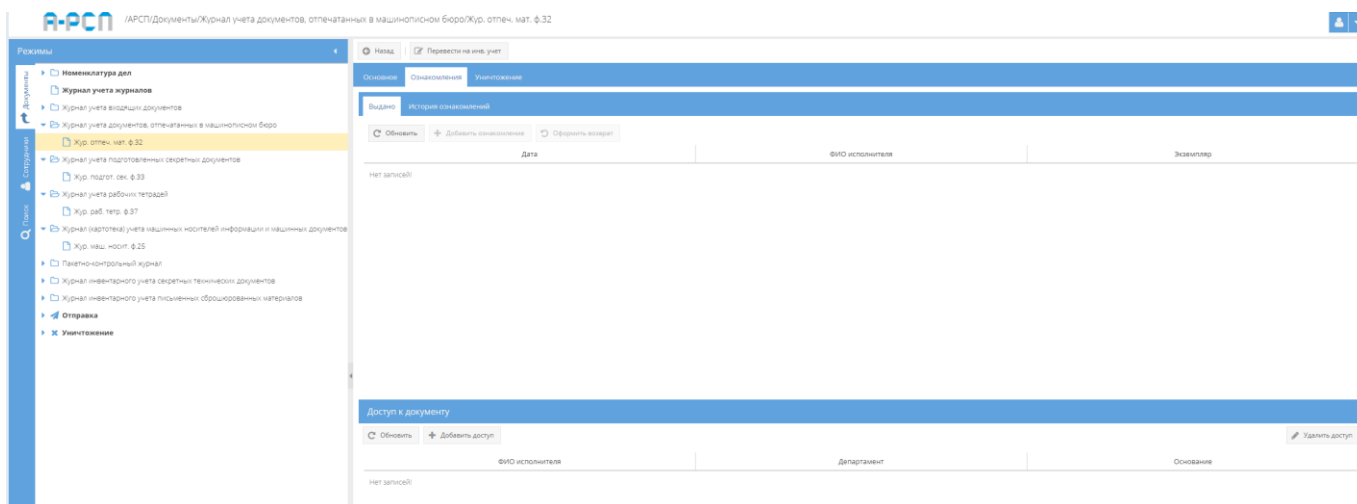 А-РСП
/АРСП/Документы/Журнал учета документов, отпечатанных в машинописном бюро/Жур. отпеч. мат. ф.32
Режимы
Документы
Сотрудники
Поиск
Номенклатура дел
Журнал учета журналов
Журнал учета входящих документов
Журнал учета документов, отпечатанных в машинописном бюро
Жур. отпеч. мат. ф.32
Журнал учета подготовленных секретных документов
Жур. подгот. сек. ф.33
Журнал учета рабочих тетрадей
Жур. раб. тетр. ф.37
Журнал (картотека) учета машинных носителей информации и машинных документов
Жур. маш. носит. ф.25
Пакетно-контрольный журнал
Журнал инвентарного учета секретных технических документов
Журнал инвентарного учета письменных сброшюрованных материалов
Отправка
Уничтожение
Назад Перевести на инв. учет
Основное Ознакомления Уничтожение
Выдано История ознакомлений
Обновить Добавить ознакомление Оформить возврат
Дата ФИО исполнителя Экземпляр
Нет записей!
Доступ к документу
Обновить Добавить доступ Удалить доступ
ФИО исполнителя Департамент Основание
Нет записей!